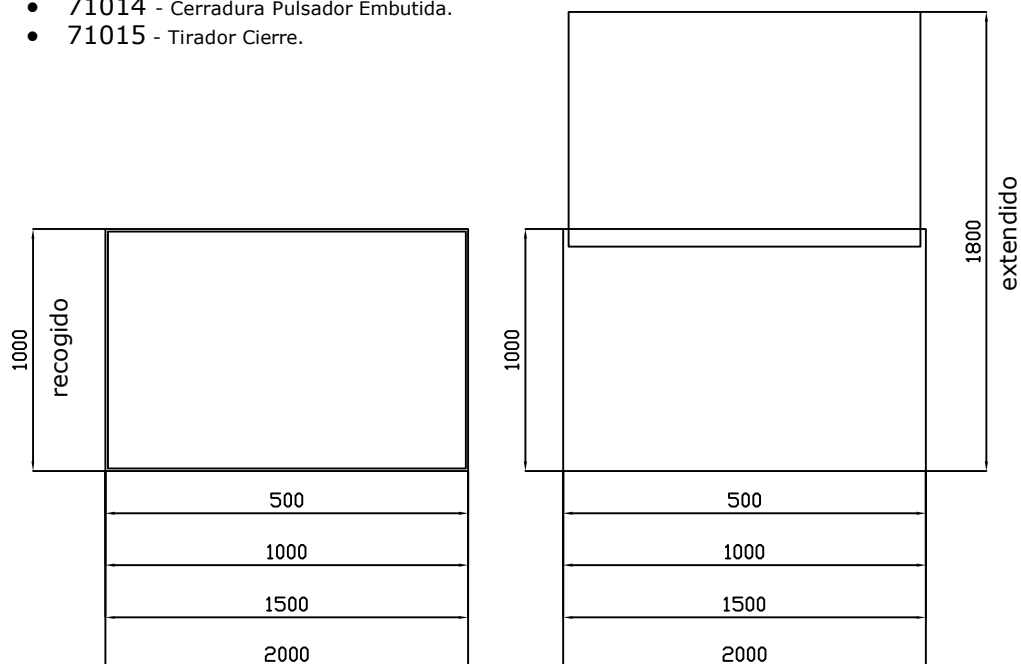 • 71014 - Cerradura Pulsador Embutida.
• 71015 - Tirador Cierre.
1000
recogido
1000
1800
extendido
500
500
1000
1000
1500
1500
2000
2000